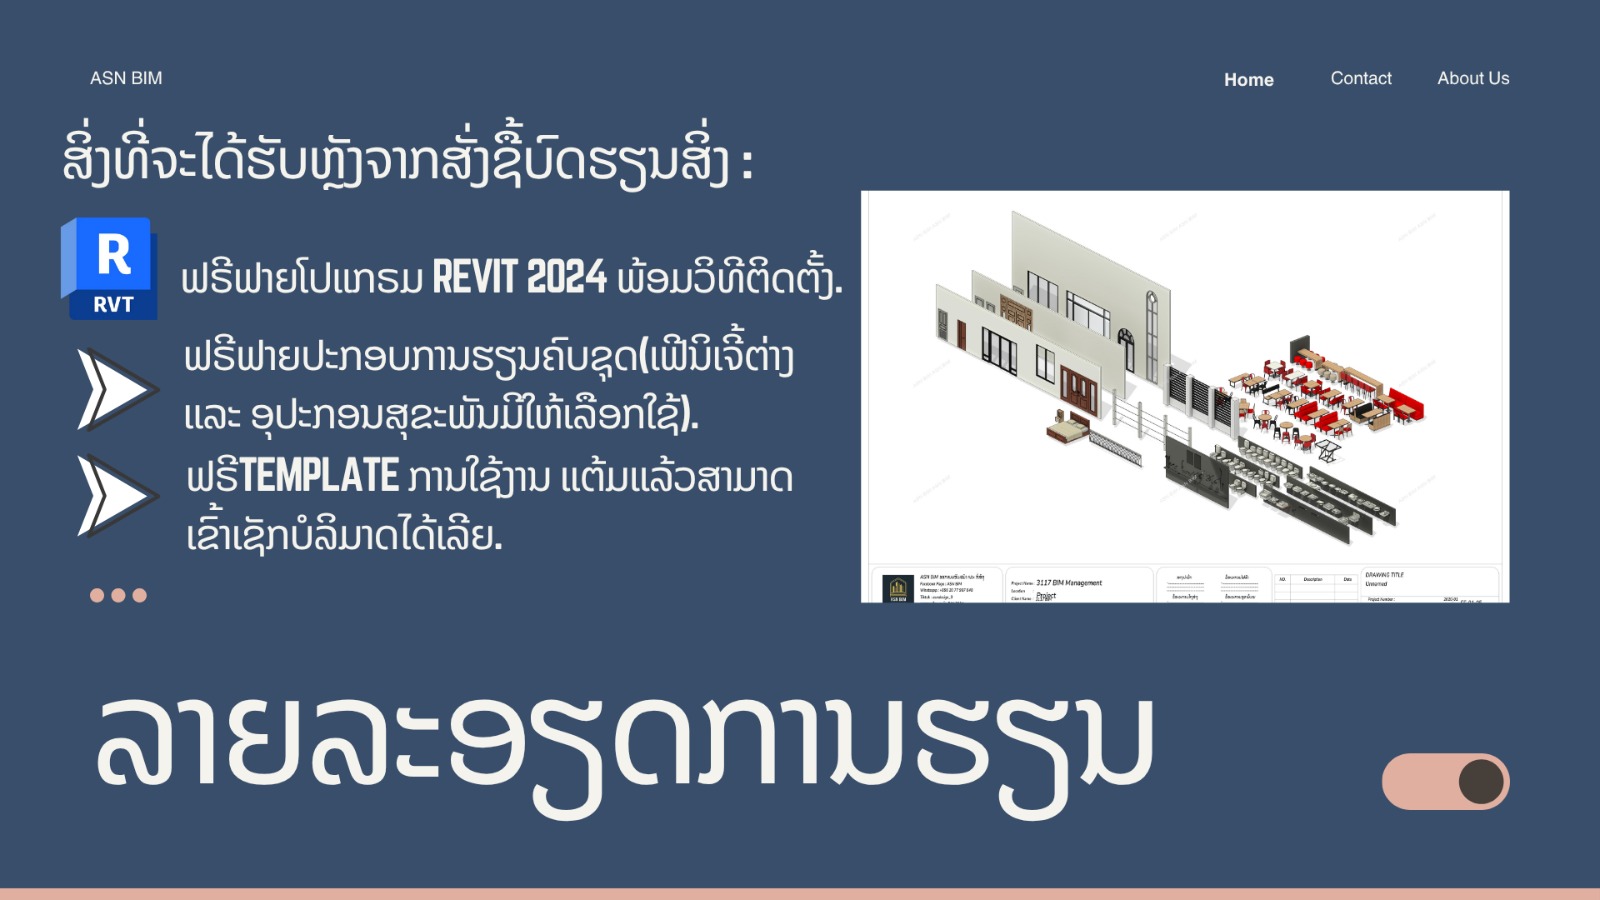 ASN BIM
Home
Contact
About Us
ສິ່ງທີ່ຈະໄດ້ຮັບຫຼັງຈາກສັ່ງຊື້ບົດຮຽນສິ່ງ :
R
RVT
ຟຣີຟາຍໂປແກຣມ REVIT 2024 ພ້ອມວິທີຕິດຕັ້ງ.
ຟຣີຟາຍປະກອບການຮຽນຄົບຊຸດ(ເຟີນິເຈີ້ຕ່າງ
ແລະ ອຸປະກອນສຸຂະພັນມີໃຫ້ເລືອກໃຊ້).
ຟຣີTEMPLATE ການໃຊ້ງານ ແຕ້ມແລ້ວສາມາດ
ເຂົ້າເຊັກບໍລິມາດໄດ້ເລີຍ.
Project Name: 3117 BIM Management
Project
NO. Description Date
DRAWING TITLE
Unnamed
Project number :
ລາຍລະອຽດການຮຽນ